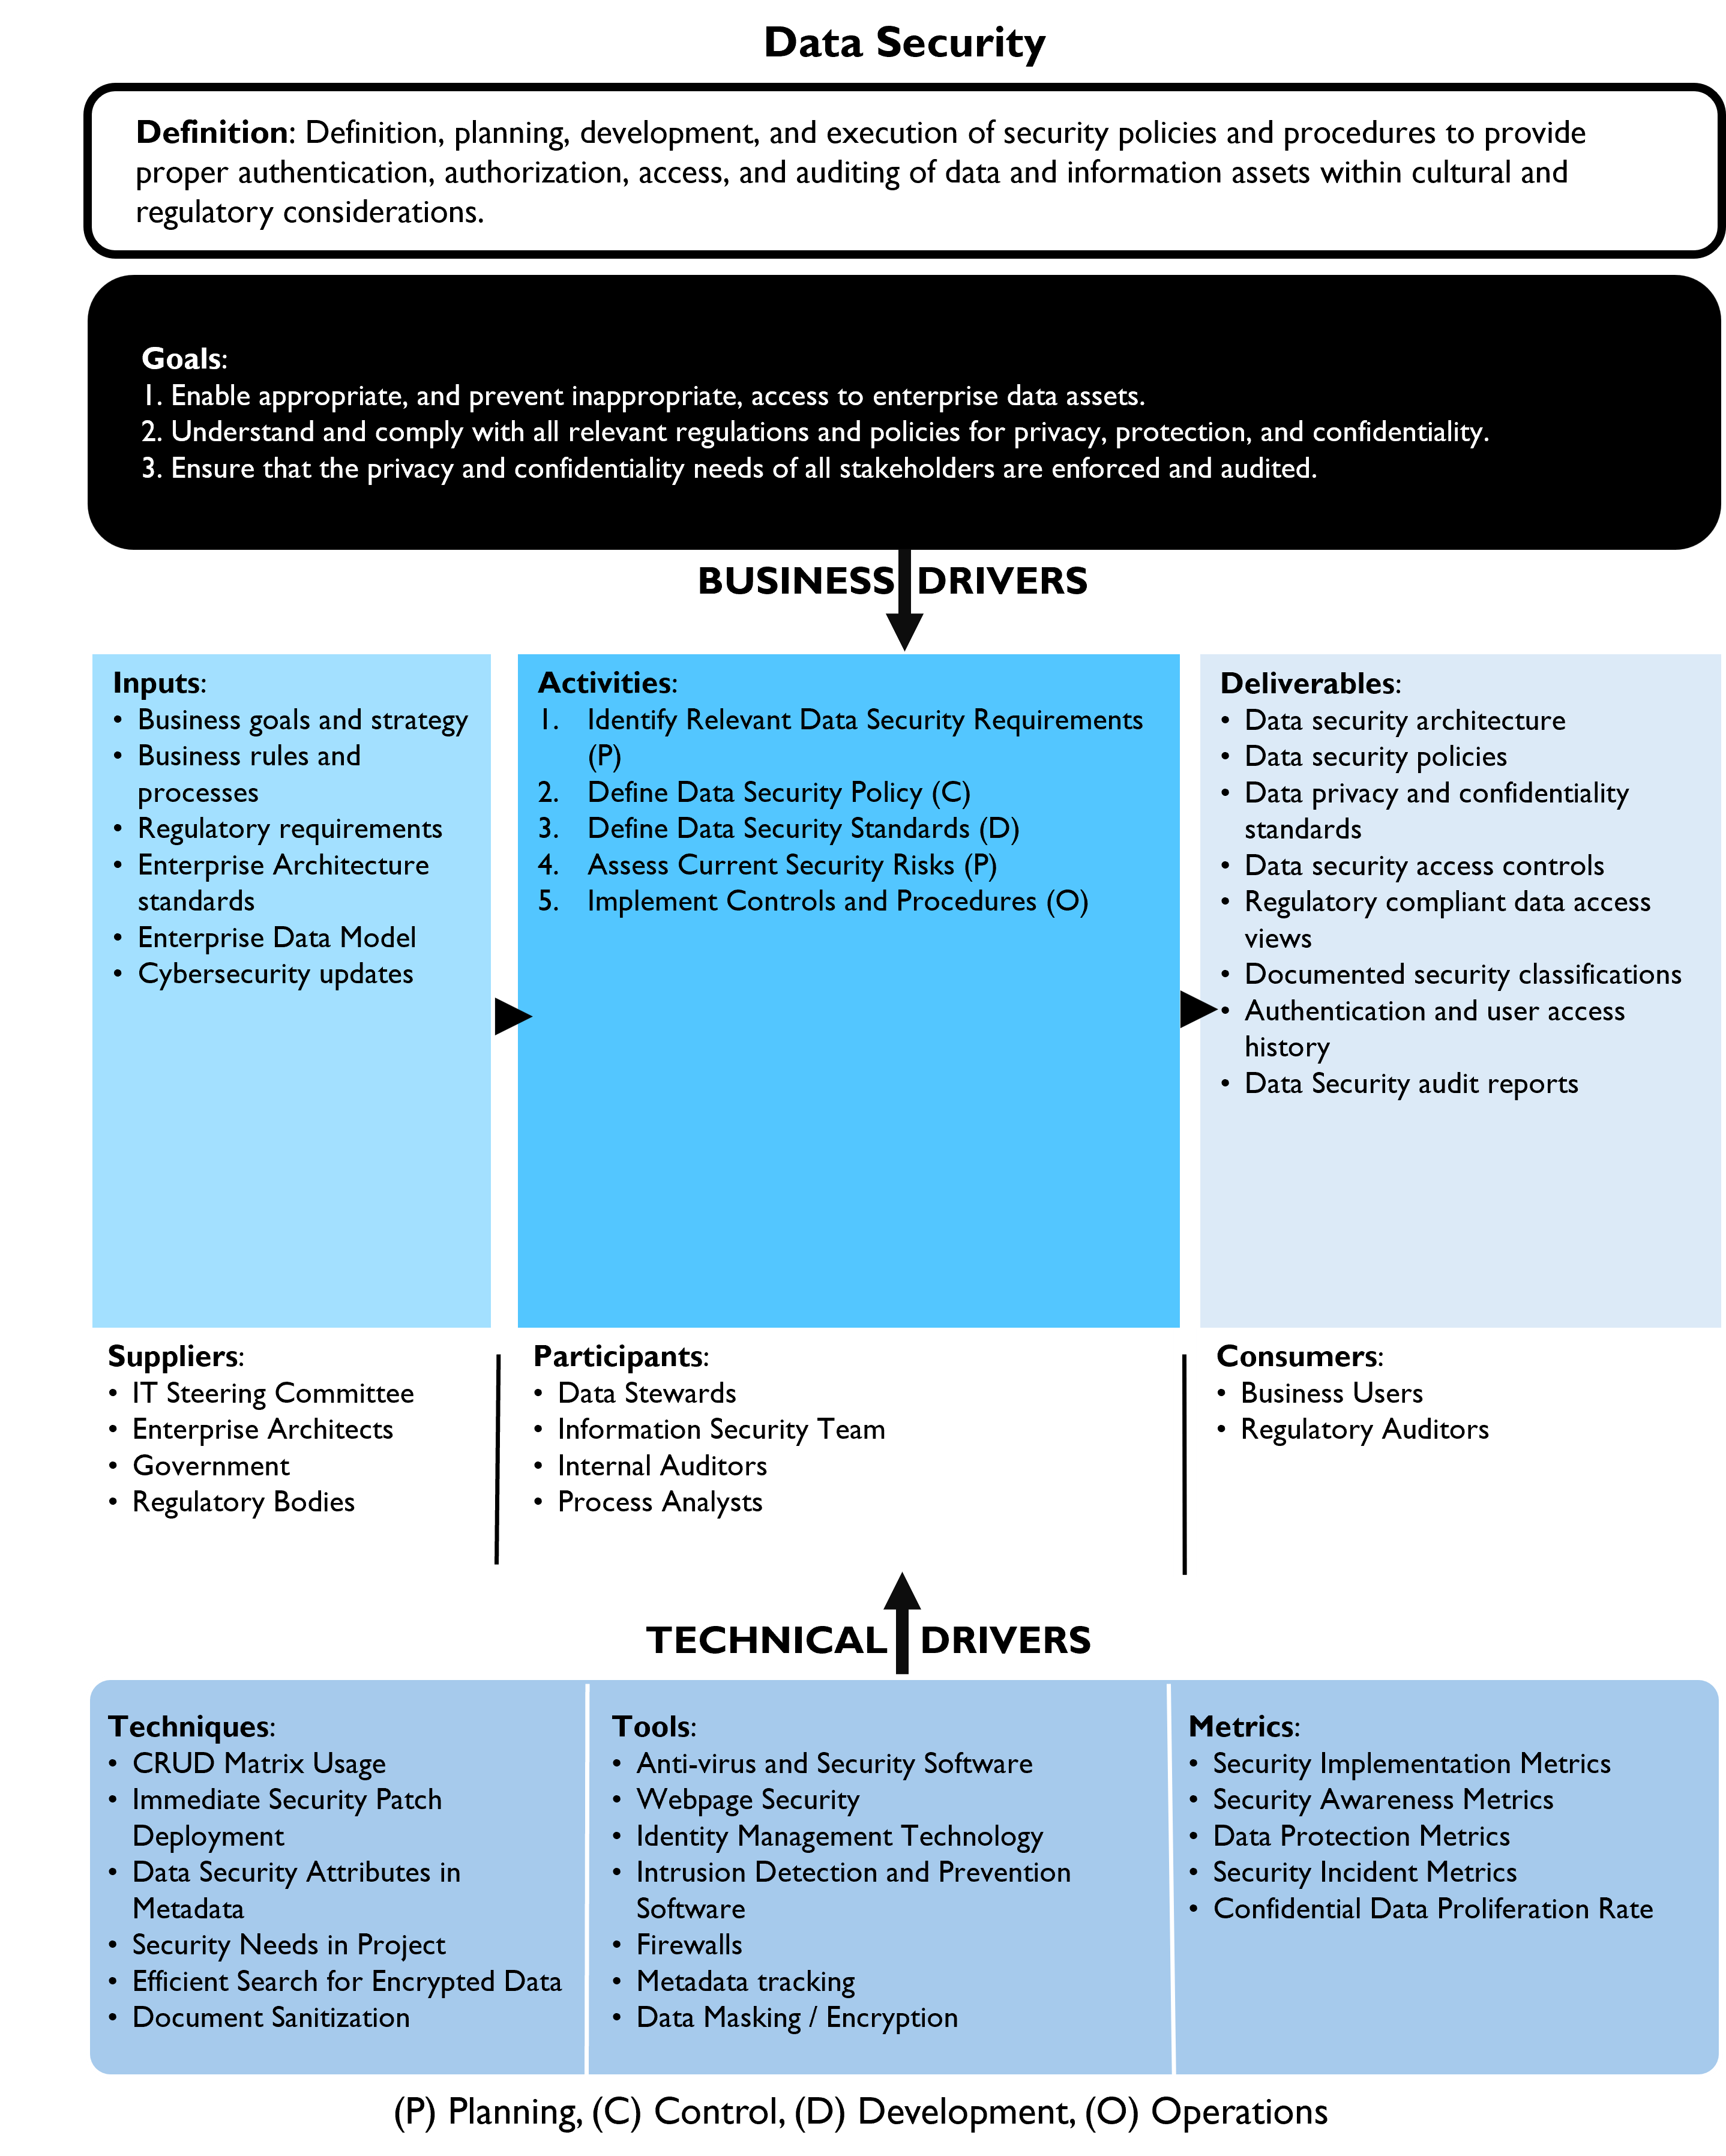 Data Security
Definition: Definition, planning, development, and execution of security policies and procedures to provide
proper authentication, authorization, access, and auditing of data and information assets within cultural and
regulatory considerations.
Goals:
1. Enable appropriate, and prevent inappropriate, access to enterprise data assets.
2. Understand and comply with all relevant regulations and policies for privacy, protection, and confidentiality.
3. Ensure that the privacy and confidentiality needs of all stakeholders are enforced and audited.
BUSINESS DRIVERS
Inputs:
• Business goals and strategy
• Business rules and
processes
• Regulatory requirements
• Enterprise Architecture
standards
• Enterprise Data Model
• Cybersecurity updates
Activities:
1. Identify Relevant Data Security Requirements
(P)
2. Define Data Security Policy (C)
3. Define Data Security Standards (D)
4. Assess Current Security Risks (P)
5. Implement Controls and Procedures (O)
Deliverables:
• Data security architecture
• Data security policies
• Data privacy and confidentiality
standards
• Data security access controls
• Regulatory compliant data access
views
• Documented security classifications
• Authentication and user access
history
• Data Security audit reports
Suppliers:
• IT Steering Committee
• Enterprise Architects
• Government
• Regulatory Bodies
Participants:
• Data Stewards
• Information Security Team
• Internal Auditors
• Process Analysts
Consumers:
• Business Users
• Regulatory Auditors
TECHNICAL DRIVERS
Techniques:
• CRUD Matrix Usage
• Immediate Security Patch
Deployment
• Data Security Attributes in
Metadata
• Security Needs in Project
• Efficient Search for Encrypted Data
• Document Sanitization
Tools:
• Anti-virus and Security Software
• Webpage Security
• Identity Management Technology
• Intrusion Detection and Prevention
Software
• Firewalls
• Metadata tracking
• Data Masking / Encryption
Metrics:
• Security Implementation Metrics
• Security Awareness Metrics
• Data Protection Metrics
• Security Incident Metrics
• Confidential Data Proliferation Rate
(P) Planning, (C) Control, (D) Development, (O) Operations